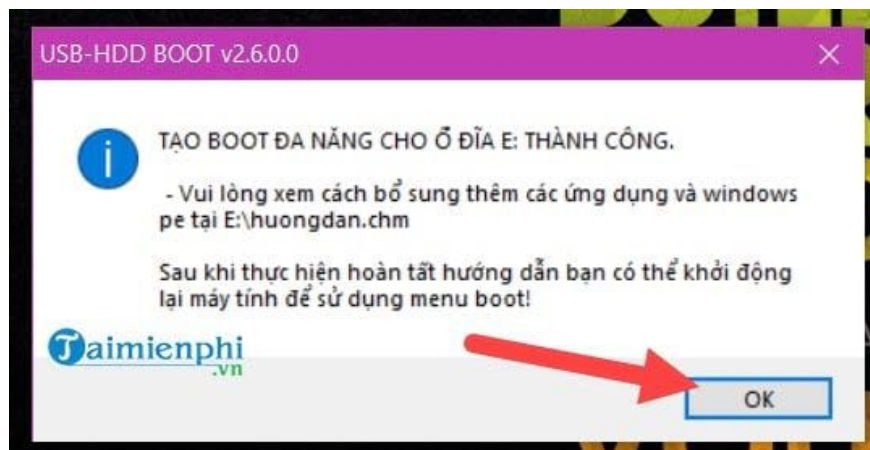 USB-HDD BOOT v2.6.0.0
TẠO BOOT ĐA NĂNG CHO Ổ ĐĨA E: THÀNH CÔNG.
- Vui lòng xem cách bổ sung thêm các ứng dụng và windows
pe tại E:\huongdan.chm
Sau khi thực hiện hoàn tất hướng dẫn bạn có thể khởi động
lại máy tính để sử dụng menu boot!
Taimienphi
.vn
OK